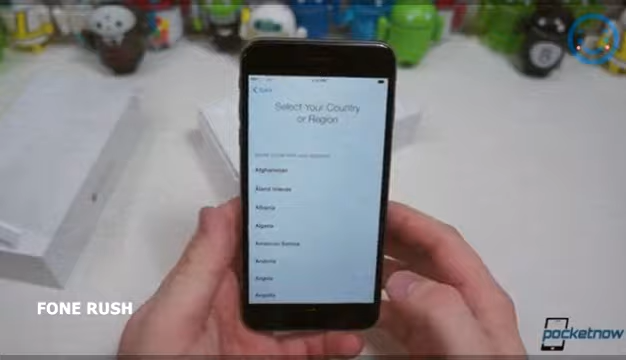 Select Your Country
or Region
Afghanistan
Åland Islands
Albania
Algeria
American Samoa
Andorra
Angola
Anguilla
FONE RUSH
pocketnow